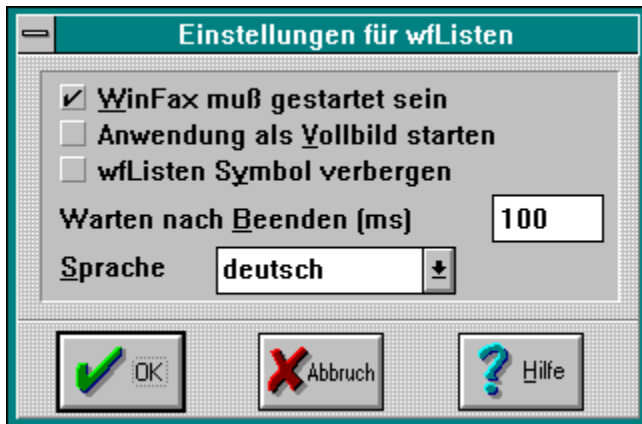 Einstellungen für wfListen
WinFax muß gestartet sein
Anwendung als Vollbild starten
wfListen Symbol verbergen
Warten nach Beenden (ms) 100
Sprache deutsch
OK Abbruch Hilfe